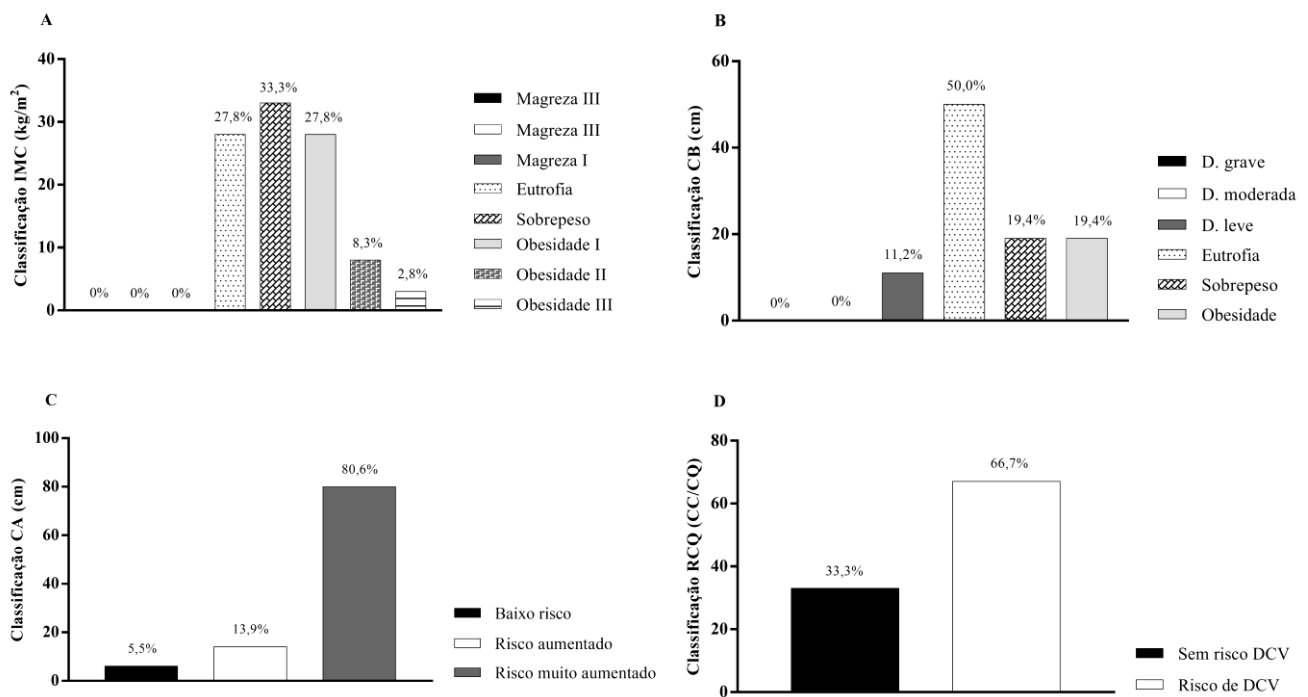 A
Classificação IMC (kg/m²)
40
30
20
10
0
0%
0%
0%
27,8%
33,3%
27,8%
8,3%
2,8%
Magreza III
Magreza III
Magreza I
Eutrofia
Sobrepeso
Obesidade I
Obesidade II
Obesidade III
B
Classificação CB (cm)
60
40
20
0
0%
0%
11,2%
50,0%
19,4%
19,4%
D. grave
D. moderada
D. leve
Eutrofia
Sobrepeso
Obesidade
C
Classificação CA (cm)
100
80
60
40
20
0
5,5%
13,9%
80,6%
Baixo risco
Risco aumentado
Risco muito aumentado
D
Classificação RCQ (CC/CQ)
80
60
40
20
0
33,3%
66,7%
Sem risco DCV
Risco de DCV